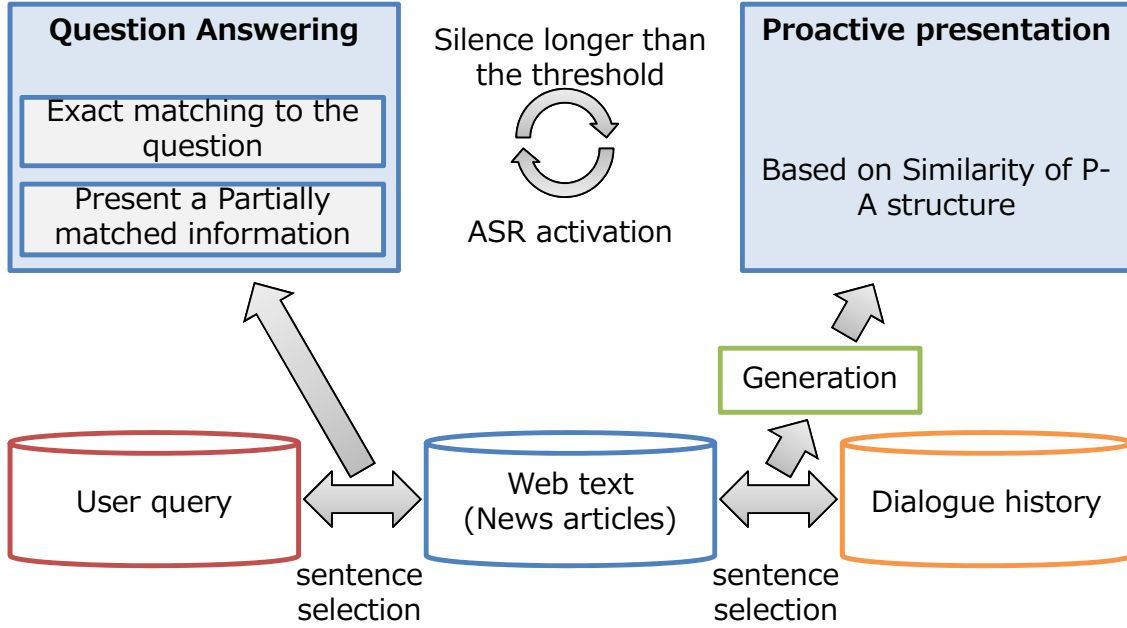 Question Answering
Exact matching to the
question
Present a Partially
matched information
Silence longer than
the threshold
ASR activation
Proactive presentation
Based on Similarity of P-
A structure
Generation
User query
Web text
(News articles)
Dialogue history
sentence
selection
sentence
selection